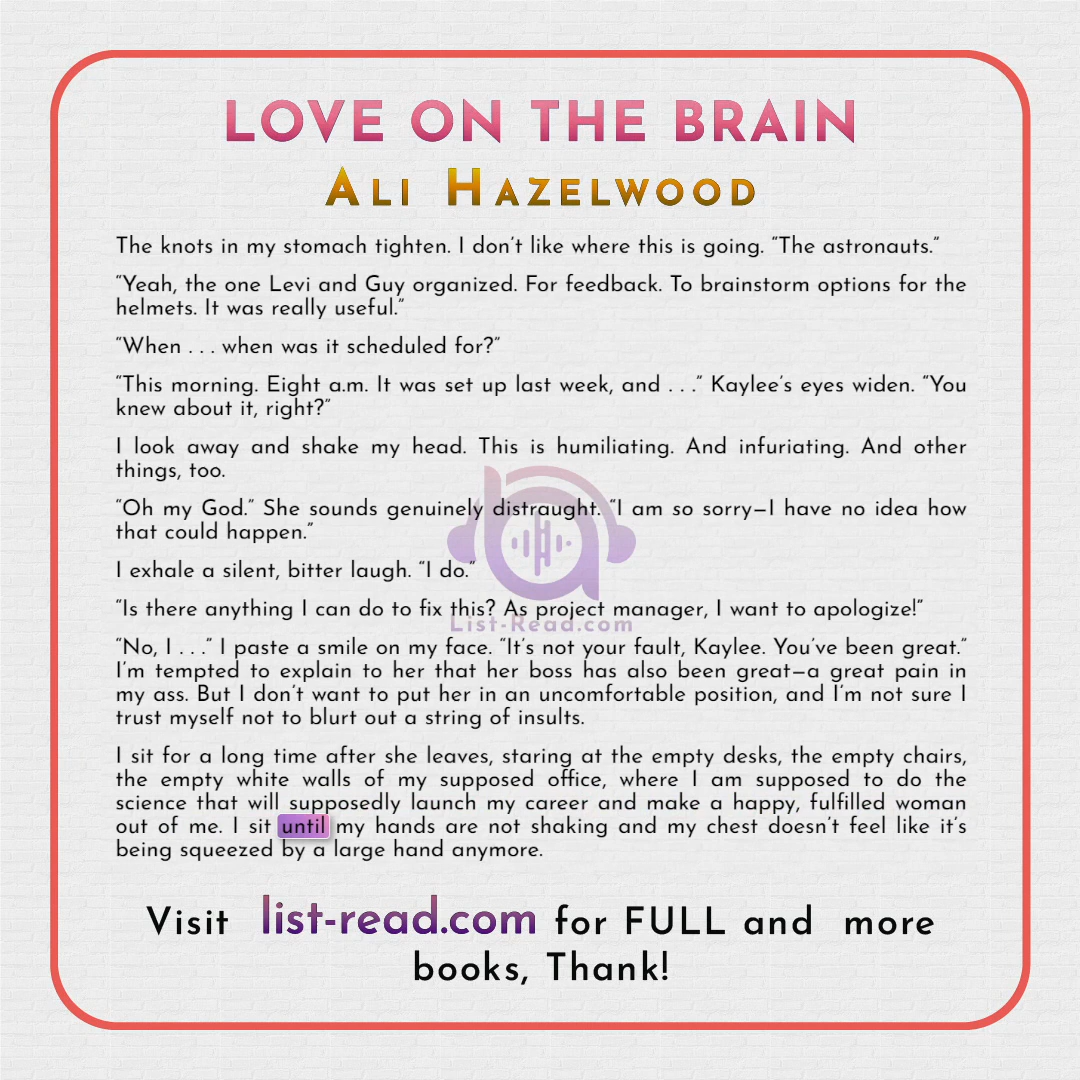 LOVE ON THE BRAIN
ALI HAZELWOOD
The knots in my stomach tighten. I don't like where this is going. "The astronauts."
"Yeah, the one Levi and Guy organized. For feedback. To brainstorm options for the
helmets. It was really useful."
"When . . . when was it scheduled for?"
"This morning. Eight a.m. It was set up last week, and . . ." Kaylee's eyes widen. "You
knew about it, right?"
I look away and shake my head. This is humiliating. And infuriating. And other
things, too.
"Oh my God." She sounds genuinely distraught. "I am so sorry—I have no idea how
that could happen."
I exhale a silent, bitter laugh. "I do."
"Is there anything I can do to fix this? As project manager, I want to apologize!"
List-Read.com
"No, I . . ." I paste a smile on my face. "It's not your fault, Kaylee. You've been great."
I'm tempted to explain to her that her boss has also been great—a great pain in
my ass. But I don't want to put her in an uncomfortable position, and I'm not sure I
trust myself not to blurt out a string of insults.
I sit for a long time after she leaves, staring at the empty desks, the empty chairs,
the empty white walls of my supposed office, where I am supposed to do the
science that will supposedly launch my career and make a happy, fulfilled woman
out of me. I sit until my hands are not shaking and my chest doesn't feel like it's
being squeezed by a large hand anymore.
Visit list-read.com for FULL and more
books, Thank!